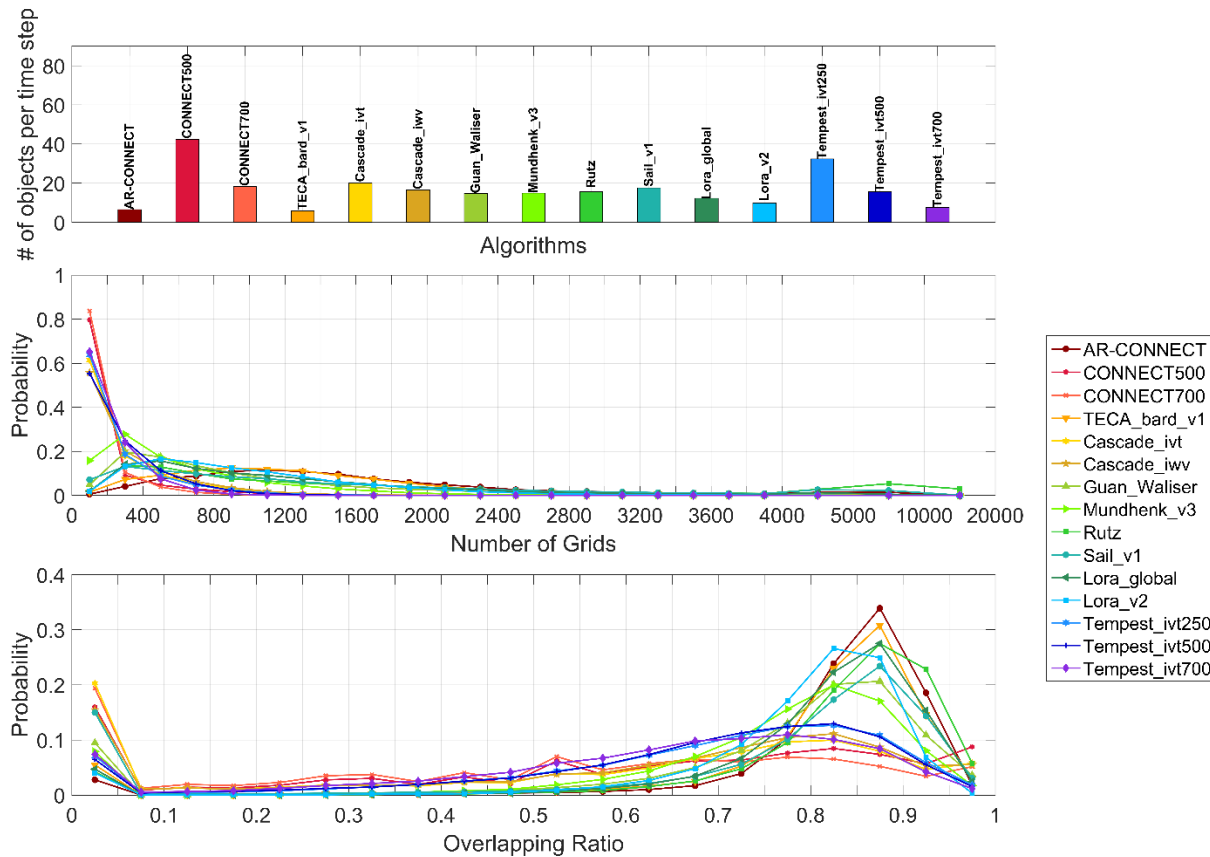 # of objects per time step
80
60
40
20
0
AR-CONNECT
CONNECT500
CONNECT700
TECA_bard_v1
Cascade_ivt
Cascade_iwv
Guan_Waliser
Mundhenk_v3
Rutz
Sail_v1
Lora_global
Lora_v2
Tempest_ivt250
Tempest_ivt500
Tempest_ivt700
Algorithms
Probability
1
0.8
0.6
0.4
0.2
0
0 400 800 1200 1600 2000 2400 2800 3200 3600 4000 5000 10000 20000
Number of Grids
Probability
0.4
0.3
0.2
0.1
0
0 0.1 0.2 0.3 0.4 0.5 0.6 0.7 0.8 0.9 1
Overlapping Ratio
AR-CONNECT
CONNECT500
CONNECT700
TECA_bard_v1
Cascade_ivt
Cascade_iwv
Guan_Waliser
Mundhenk_v3
Rutz
Sail_v1
Lora_global
Lora_v2
Tempest_ivt250
Tempest_ivt500
Tempest_ivt700